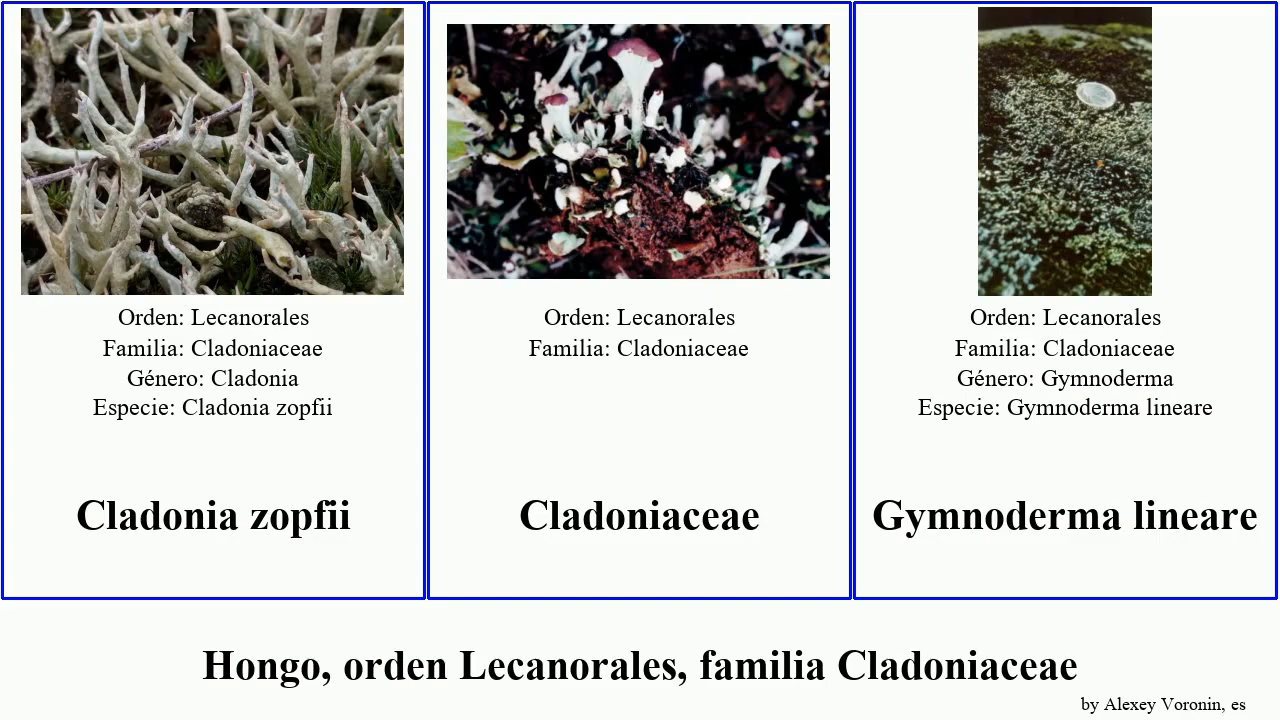 Orden: Lecanorales
Familia: Cladoniaceae
Género: Cladonia
Especie: Cladonia zopfii
Cladonia zopfii
Orden: Lecanorales
Familia: Cladoniaceae
Cladoniaceae
Orden: Lecanorales
Familia: Cladoniaceae
Género: Gymnoderma
Especie: Gymnoderma lineare
Gymnoderma lineare
Hongo, orden Lecanorales, familia Cladoniaceae
by Alexey Voronin, es